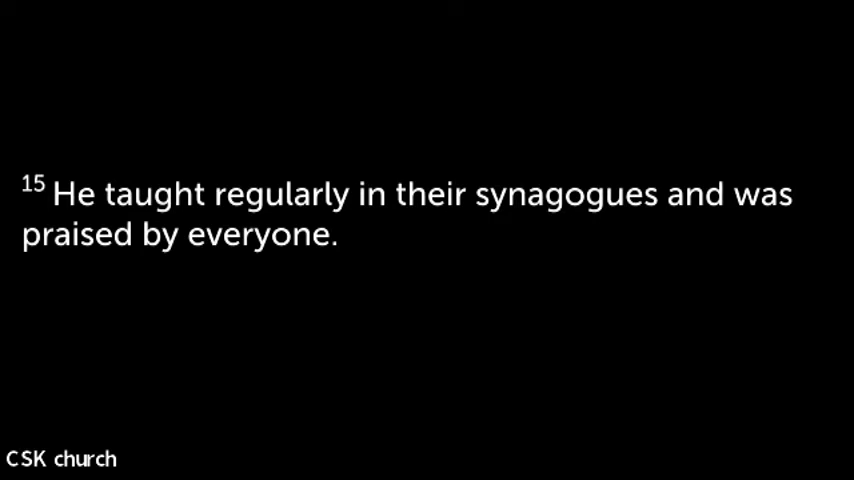 15 He taught regularly in their synagogues and was
praised by everyone.
CSK church